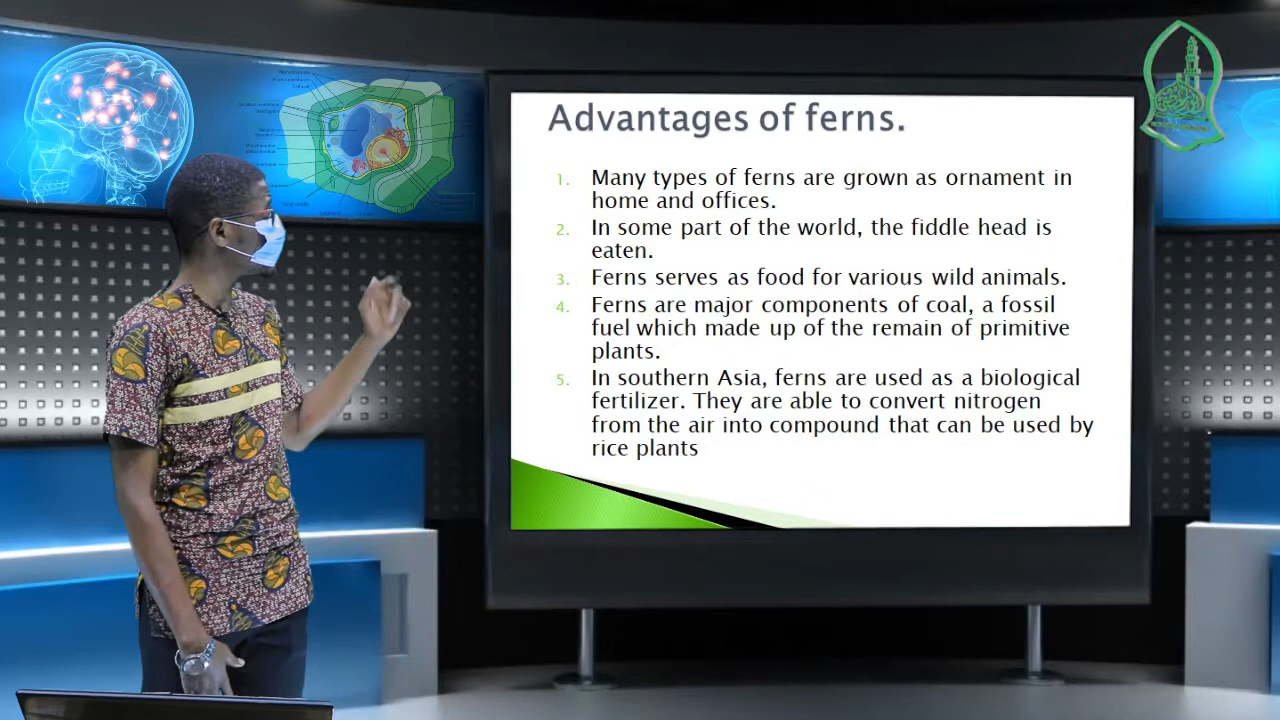 Advantages of ferns.
1. Many types of ferns are grown as ornament in
home and offices.
2. In some part of the world, the fiddle head is
eaten.
3. Ferns serves as food for various wild animals.
4. Ferns are major components of coal, a fossil
fuel which made up of the remain of primitive
plants.
5. In southern Asia, ferns are used as a biological
fertilizer. They are able to convert nitrogen
from the air into compound that can be used by
rice plants